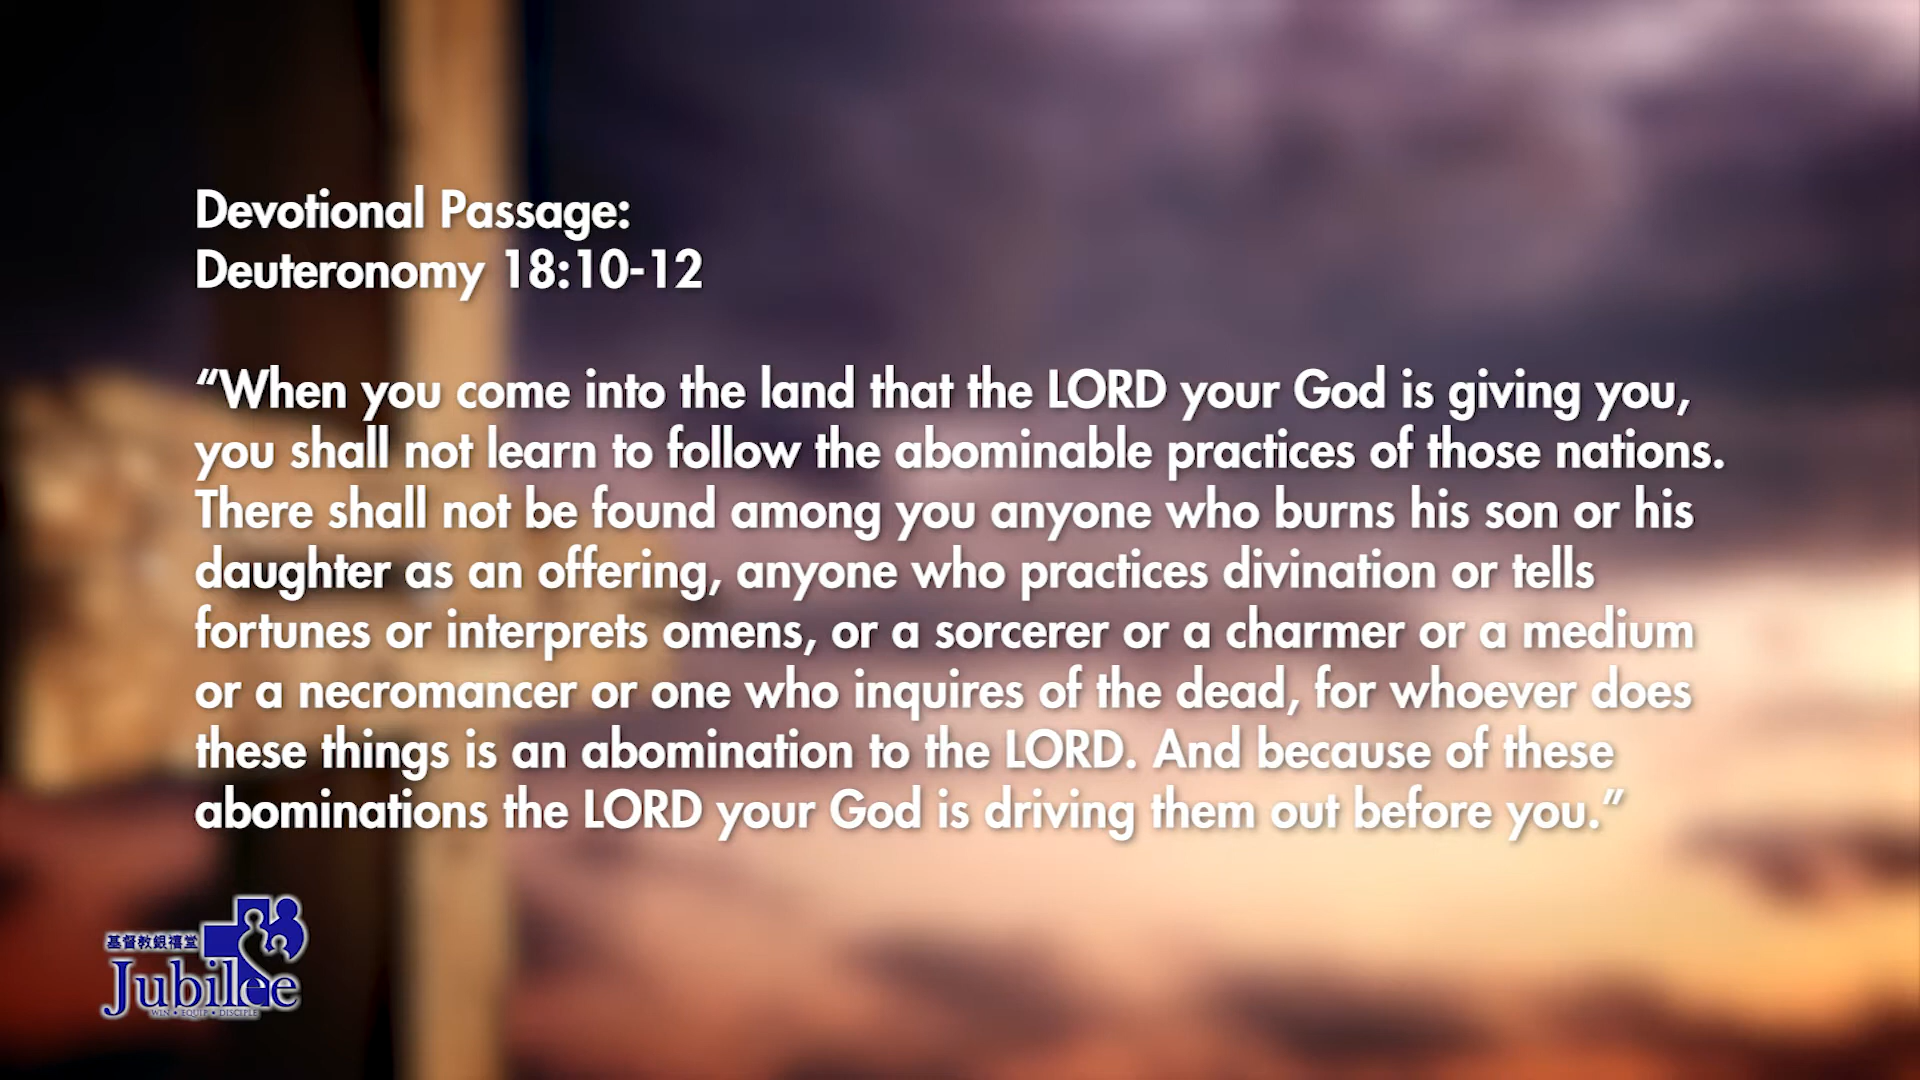 Devotional Passage:
Deuteronomy 18:10-12
“When you come into the land that the LORD your God is giving you,
you shall not learn to follow the abominable practices of those nations.
There shall not be found among you anyone who burns his son or his
daughter as an offering, anyone who practices divination or tells
fortunes or interprets omens, or a sorcerer or a charmer or a medium
or a necromancer or one who inquires of the dead, for whoever does
these things is an abomination to the LORD. And because of these
abominations the LORD your God is driving them out before you.”
基督教銀禧堂
Jubilee
WIN • EQUIP • DISCIPLE